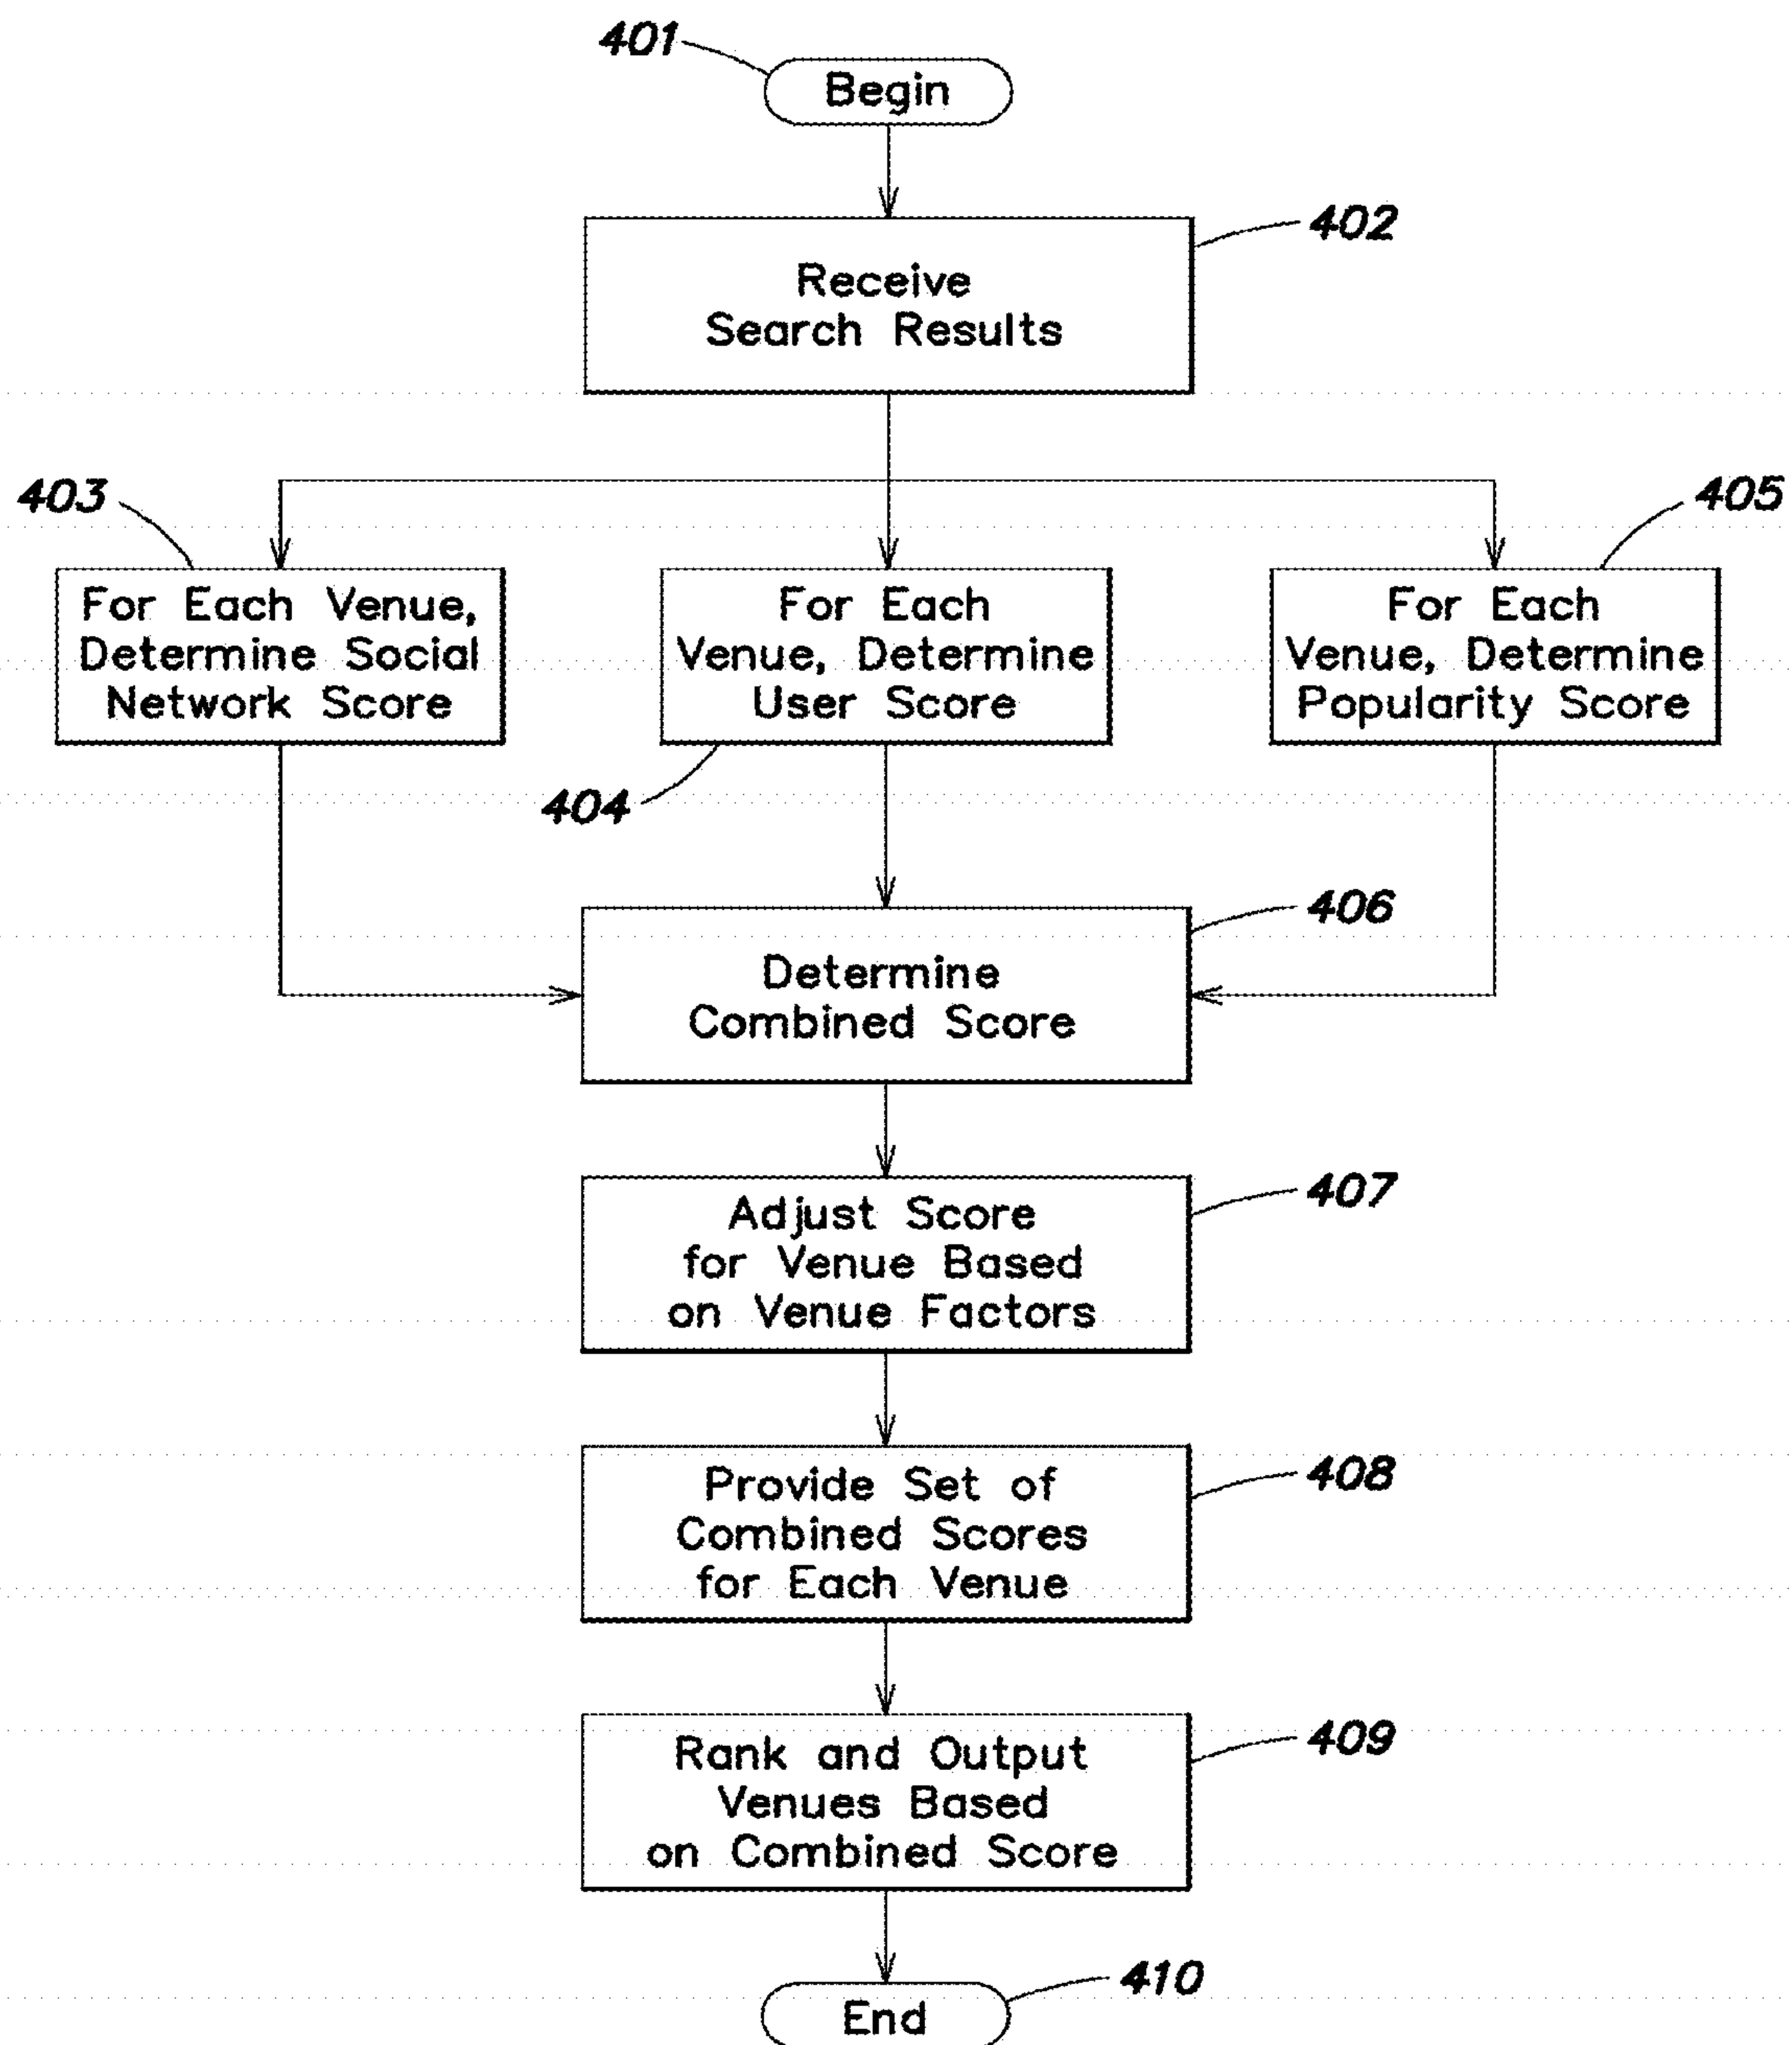 401
Begin
402
Receive
Search Results
403
405
For Each Venue,
Determine Social
Network Score
For Each
Venue, Determine
User Score
For Each
Venue, Determine
Popularity Score
404
406
Determine
Combined Score
407
Adjust Score
for Venue Based
on Venue Factors
408
Provide Set of
Combined Scores
for Each Venue
409
Rank and Output
Venues Based
on Combined Score
410
End